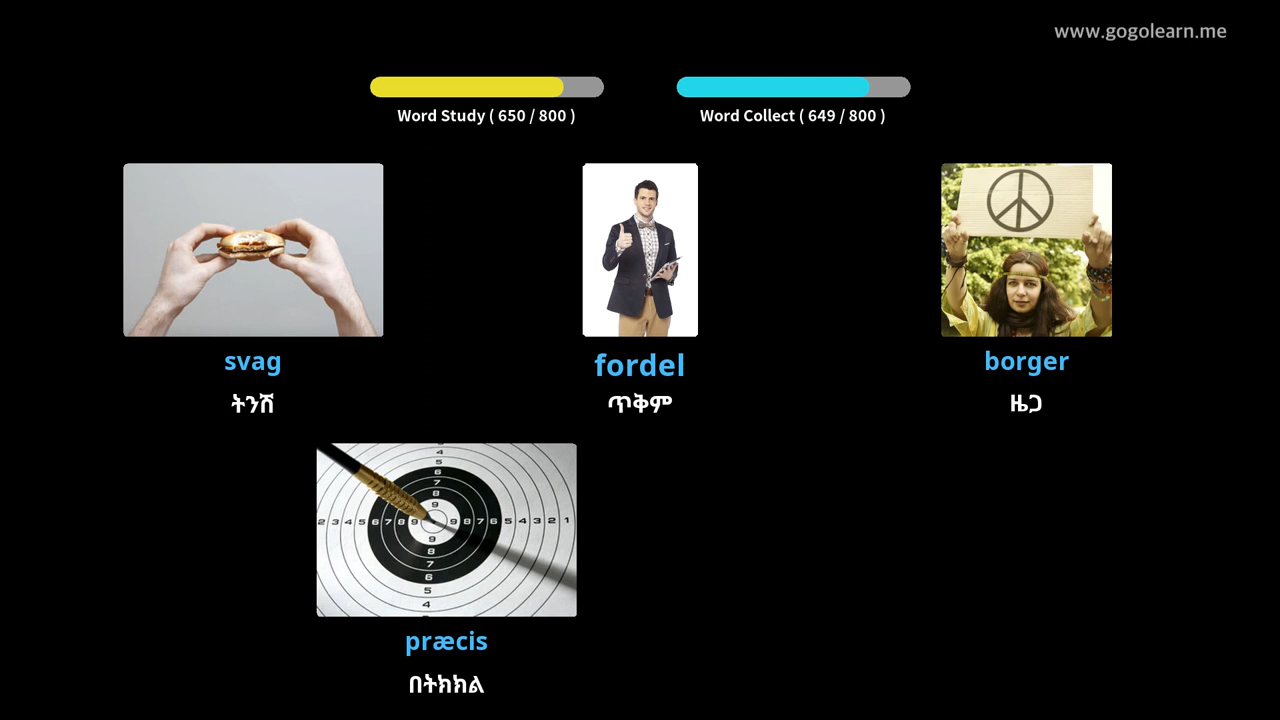 www.gogolearn.me
Word Study ( 650 / 800 )
Word Collect ( 649 / 800 )
svag
ትንሽ
fordel
ጥቅም
borger
ዜጋ
præcis
በትክክል